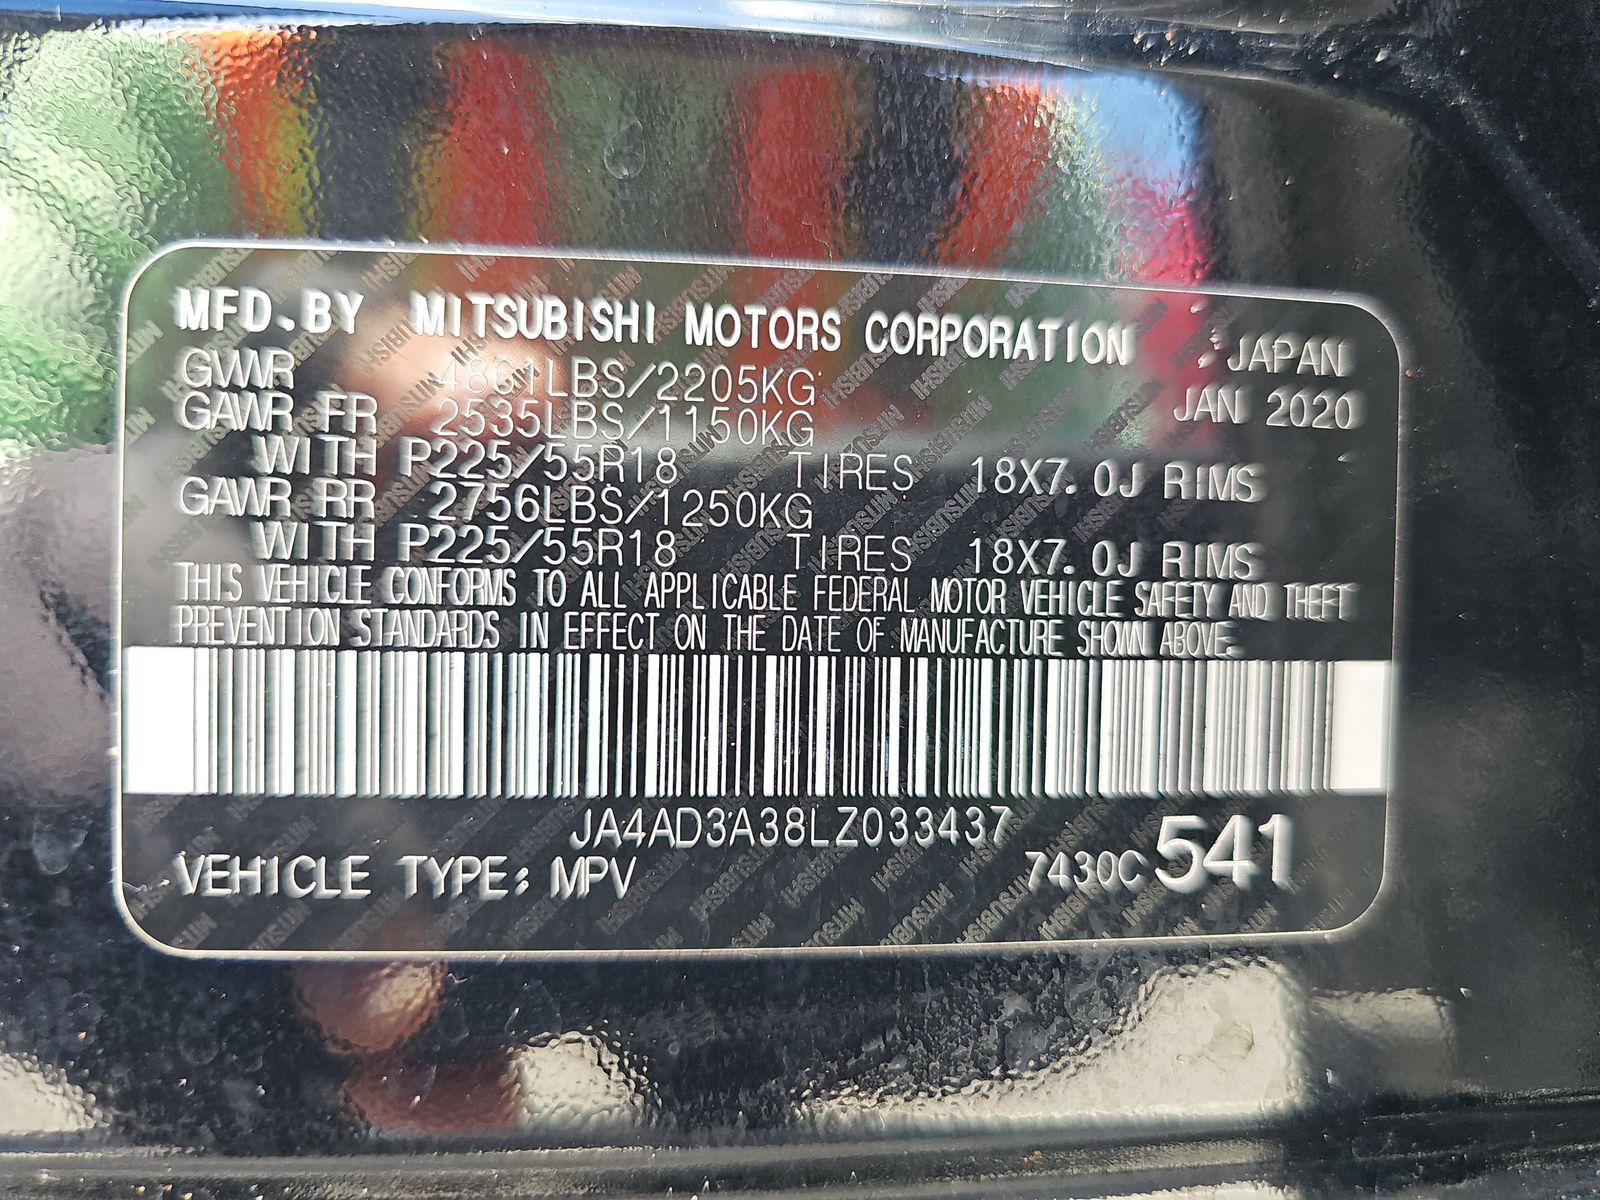 MFD.BY MITSUBISHI MOTORS CORPORATION JAPAN
GVWR 4861LBS/2205KG JAN 2020
GAWR FR 2535LBS/1150KG
WITH P225/55R18 TIRES 18X7.0J RIMS
GAWR RR 2756LBS/1250KG
WITH P225/55R18 TIRES 18X7.0J RIMS
THIS VEHICLE CONFORMS TO ALL APPLICABLE FEDERAL MOTOR VEHICLE SAFETY AND THEFT
PREVENTION STANDARDS IN EFFECT ON THE DATE OF MANUFACTURE SHOWN ABOVE.
JA4AD3A38LZ033437
VEHICLE TYPE: MPV 7430C 541